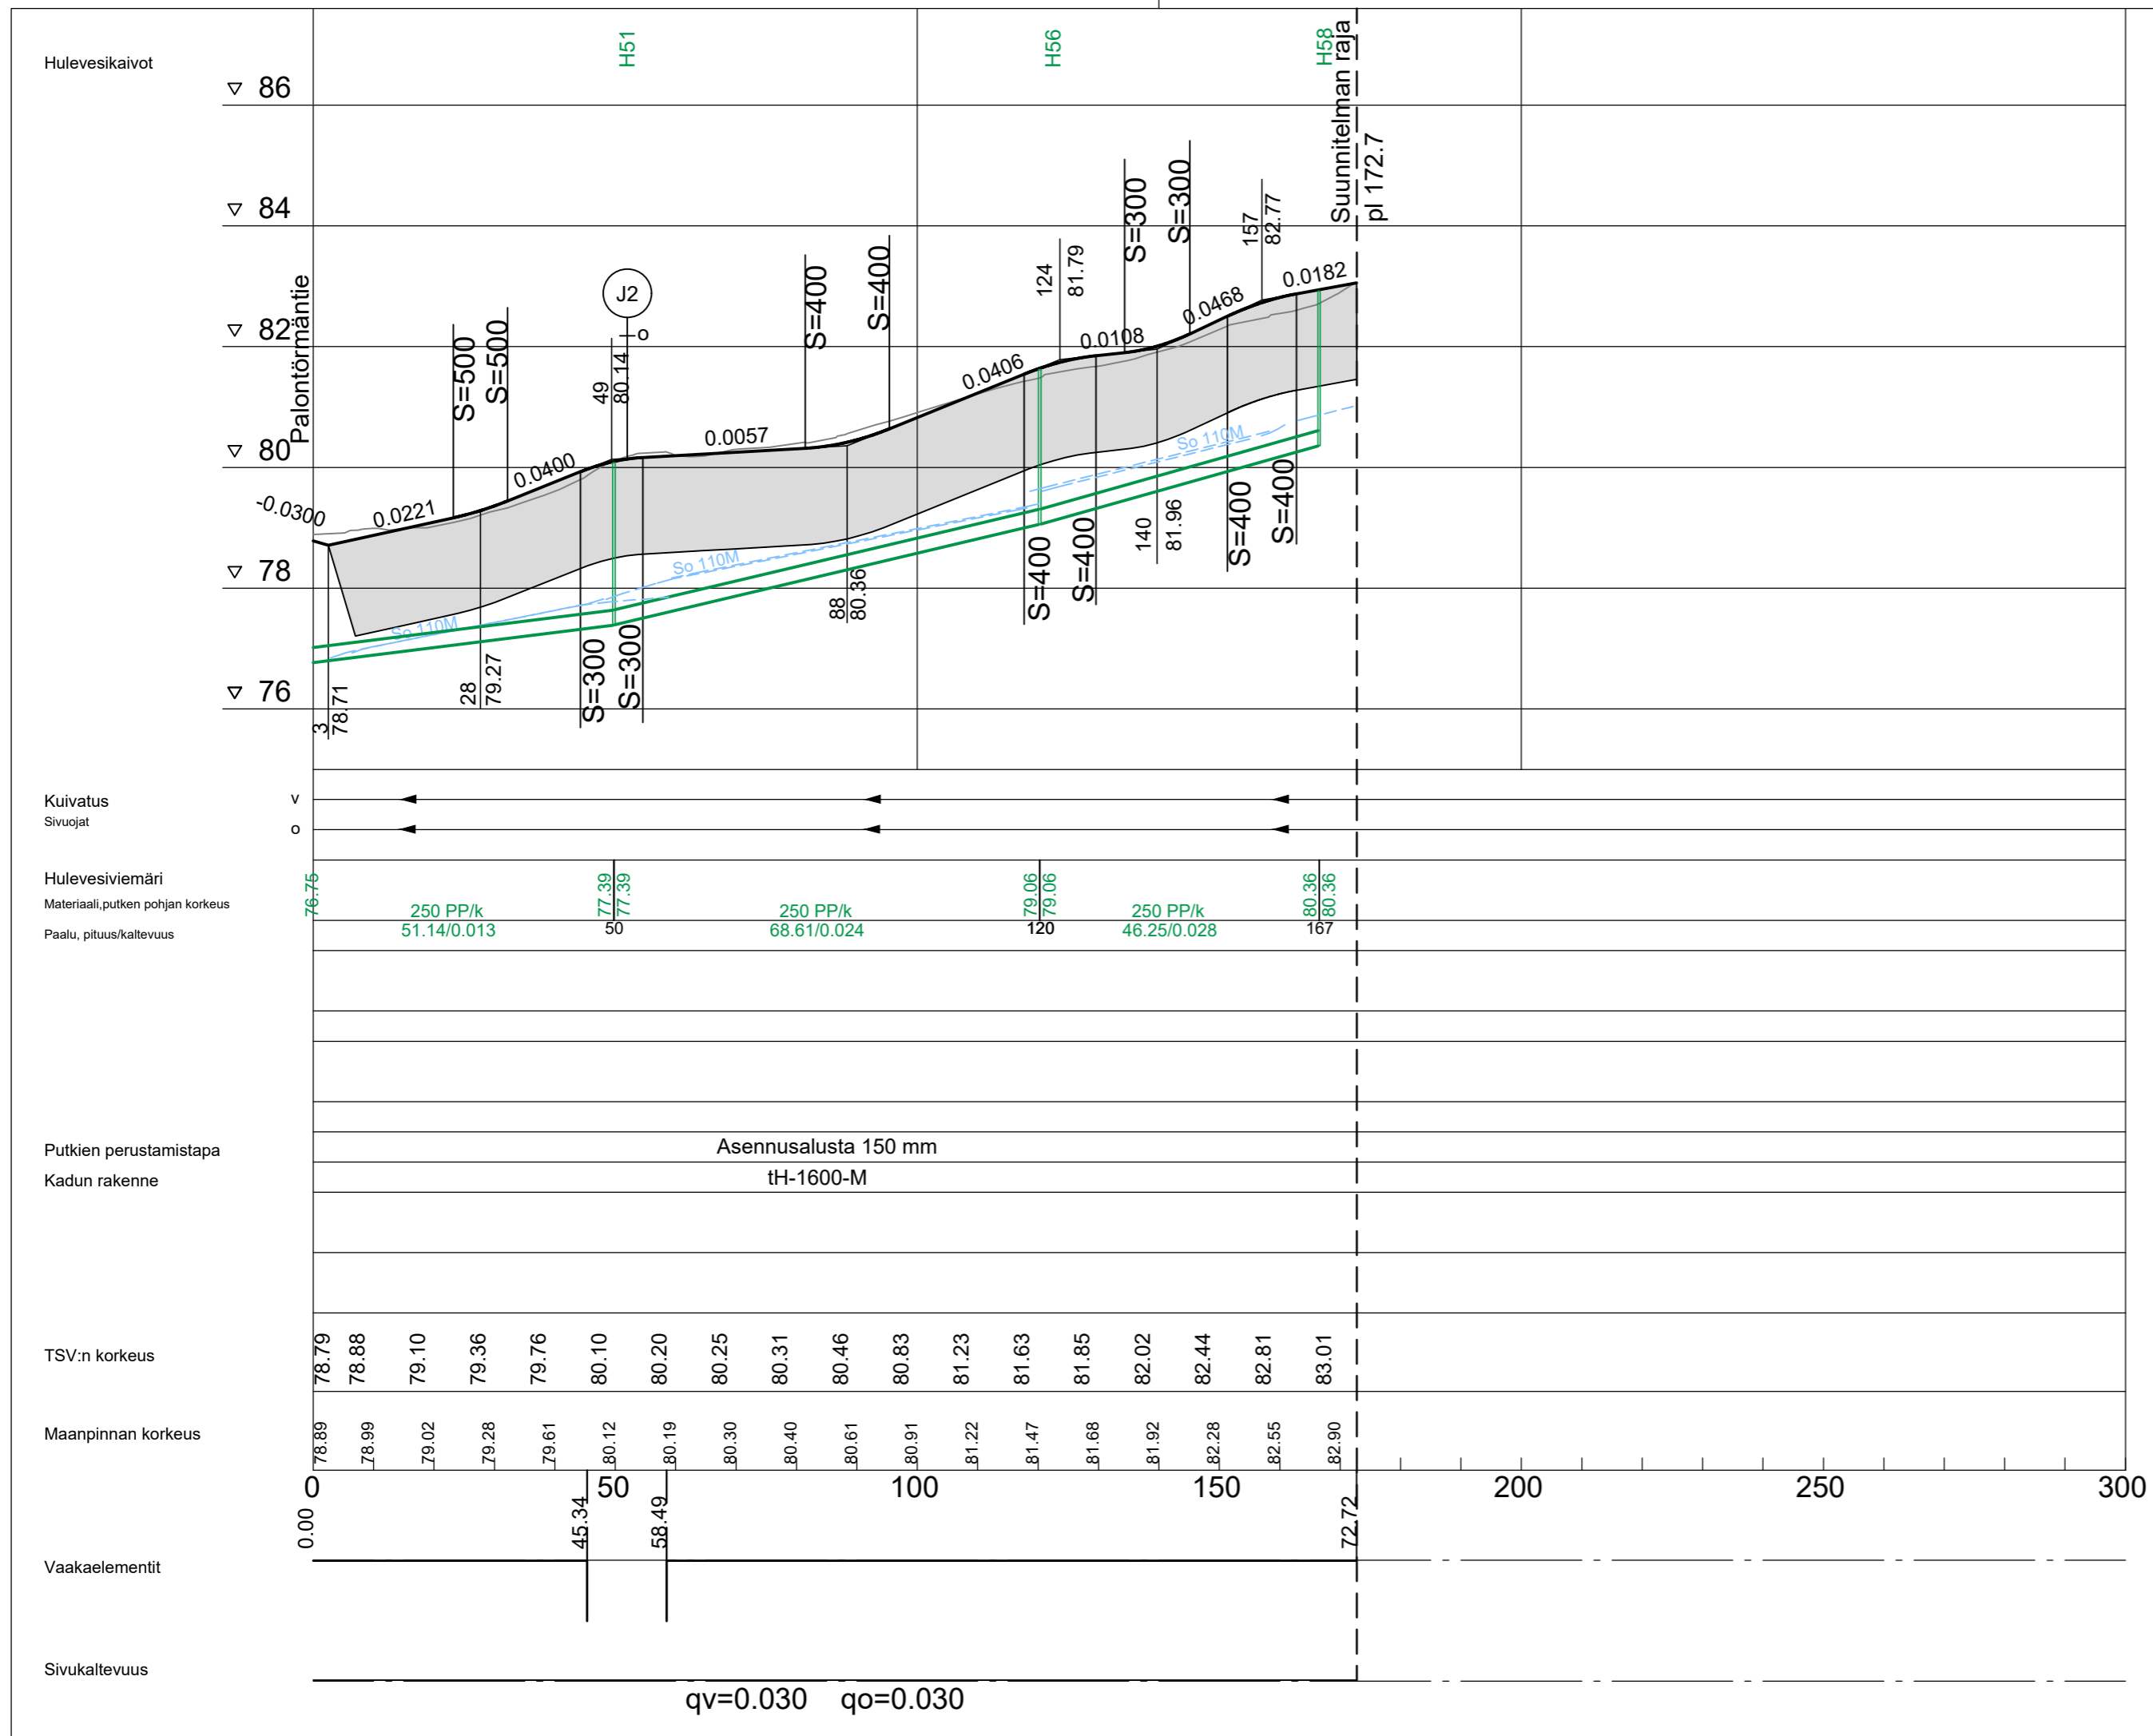 Hulevesikaivot
H51
H56
H58
Suunnitelman raja
pl 172.7
86
84
82
80
78
76
Palontörmäntie
S=500
S=500
J2
o
49
80.14
S=400
S=400
124
81.79
S=300
S=300
157
82.77
-0.0300
0.0221
0.0400
0.0057
0.0406
0.0108
0.0468
0.0182
So 110M
So 110M
So 110M
3
78.71
28
79.27
S=300
S=300
88
80.36
S=400
S=400
140
81.96
S=400
S=400
Kuivatus
v
Sivuojat
o
Hulevesiviemäri
Materiaali,putken pohjan korkeus
76.75
77.39
77.39
79.06
79.06
80.36
80.36
250 PP/k
250 PP/k
250 PP/k
Paalu, pituus/kaltevuus
51.14/0.013
50
68.61/0.024
120
46.25/0.028
167
Putkien perustamistapa
Asennusalusta 150 mm
Kadun rakenne
tH-1600-M
TSV:n korkeus
78.79 78.88 79.10 79.36 79.76 80.10 80.20 80.25 80.31 80.46 80.83 81.23 81.63 81.85 82.02 82.44 82.81 83.01
Maanpinnan korkeus
78.89 78.99 79.02 79.28 79.61 80.12 80.19 80.30 80.40 80.61 80.91 81.22 81.47 81.68 81.92 82.28 82.55 82.90
0 50 100 150 200 250 300
0.00
45.34
58.49
72.72
Vaakaelementit
Sivukaltevuus
qv=0.030 qo=0.030